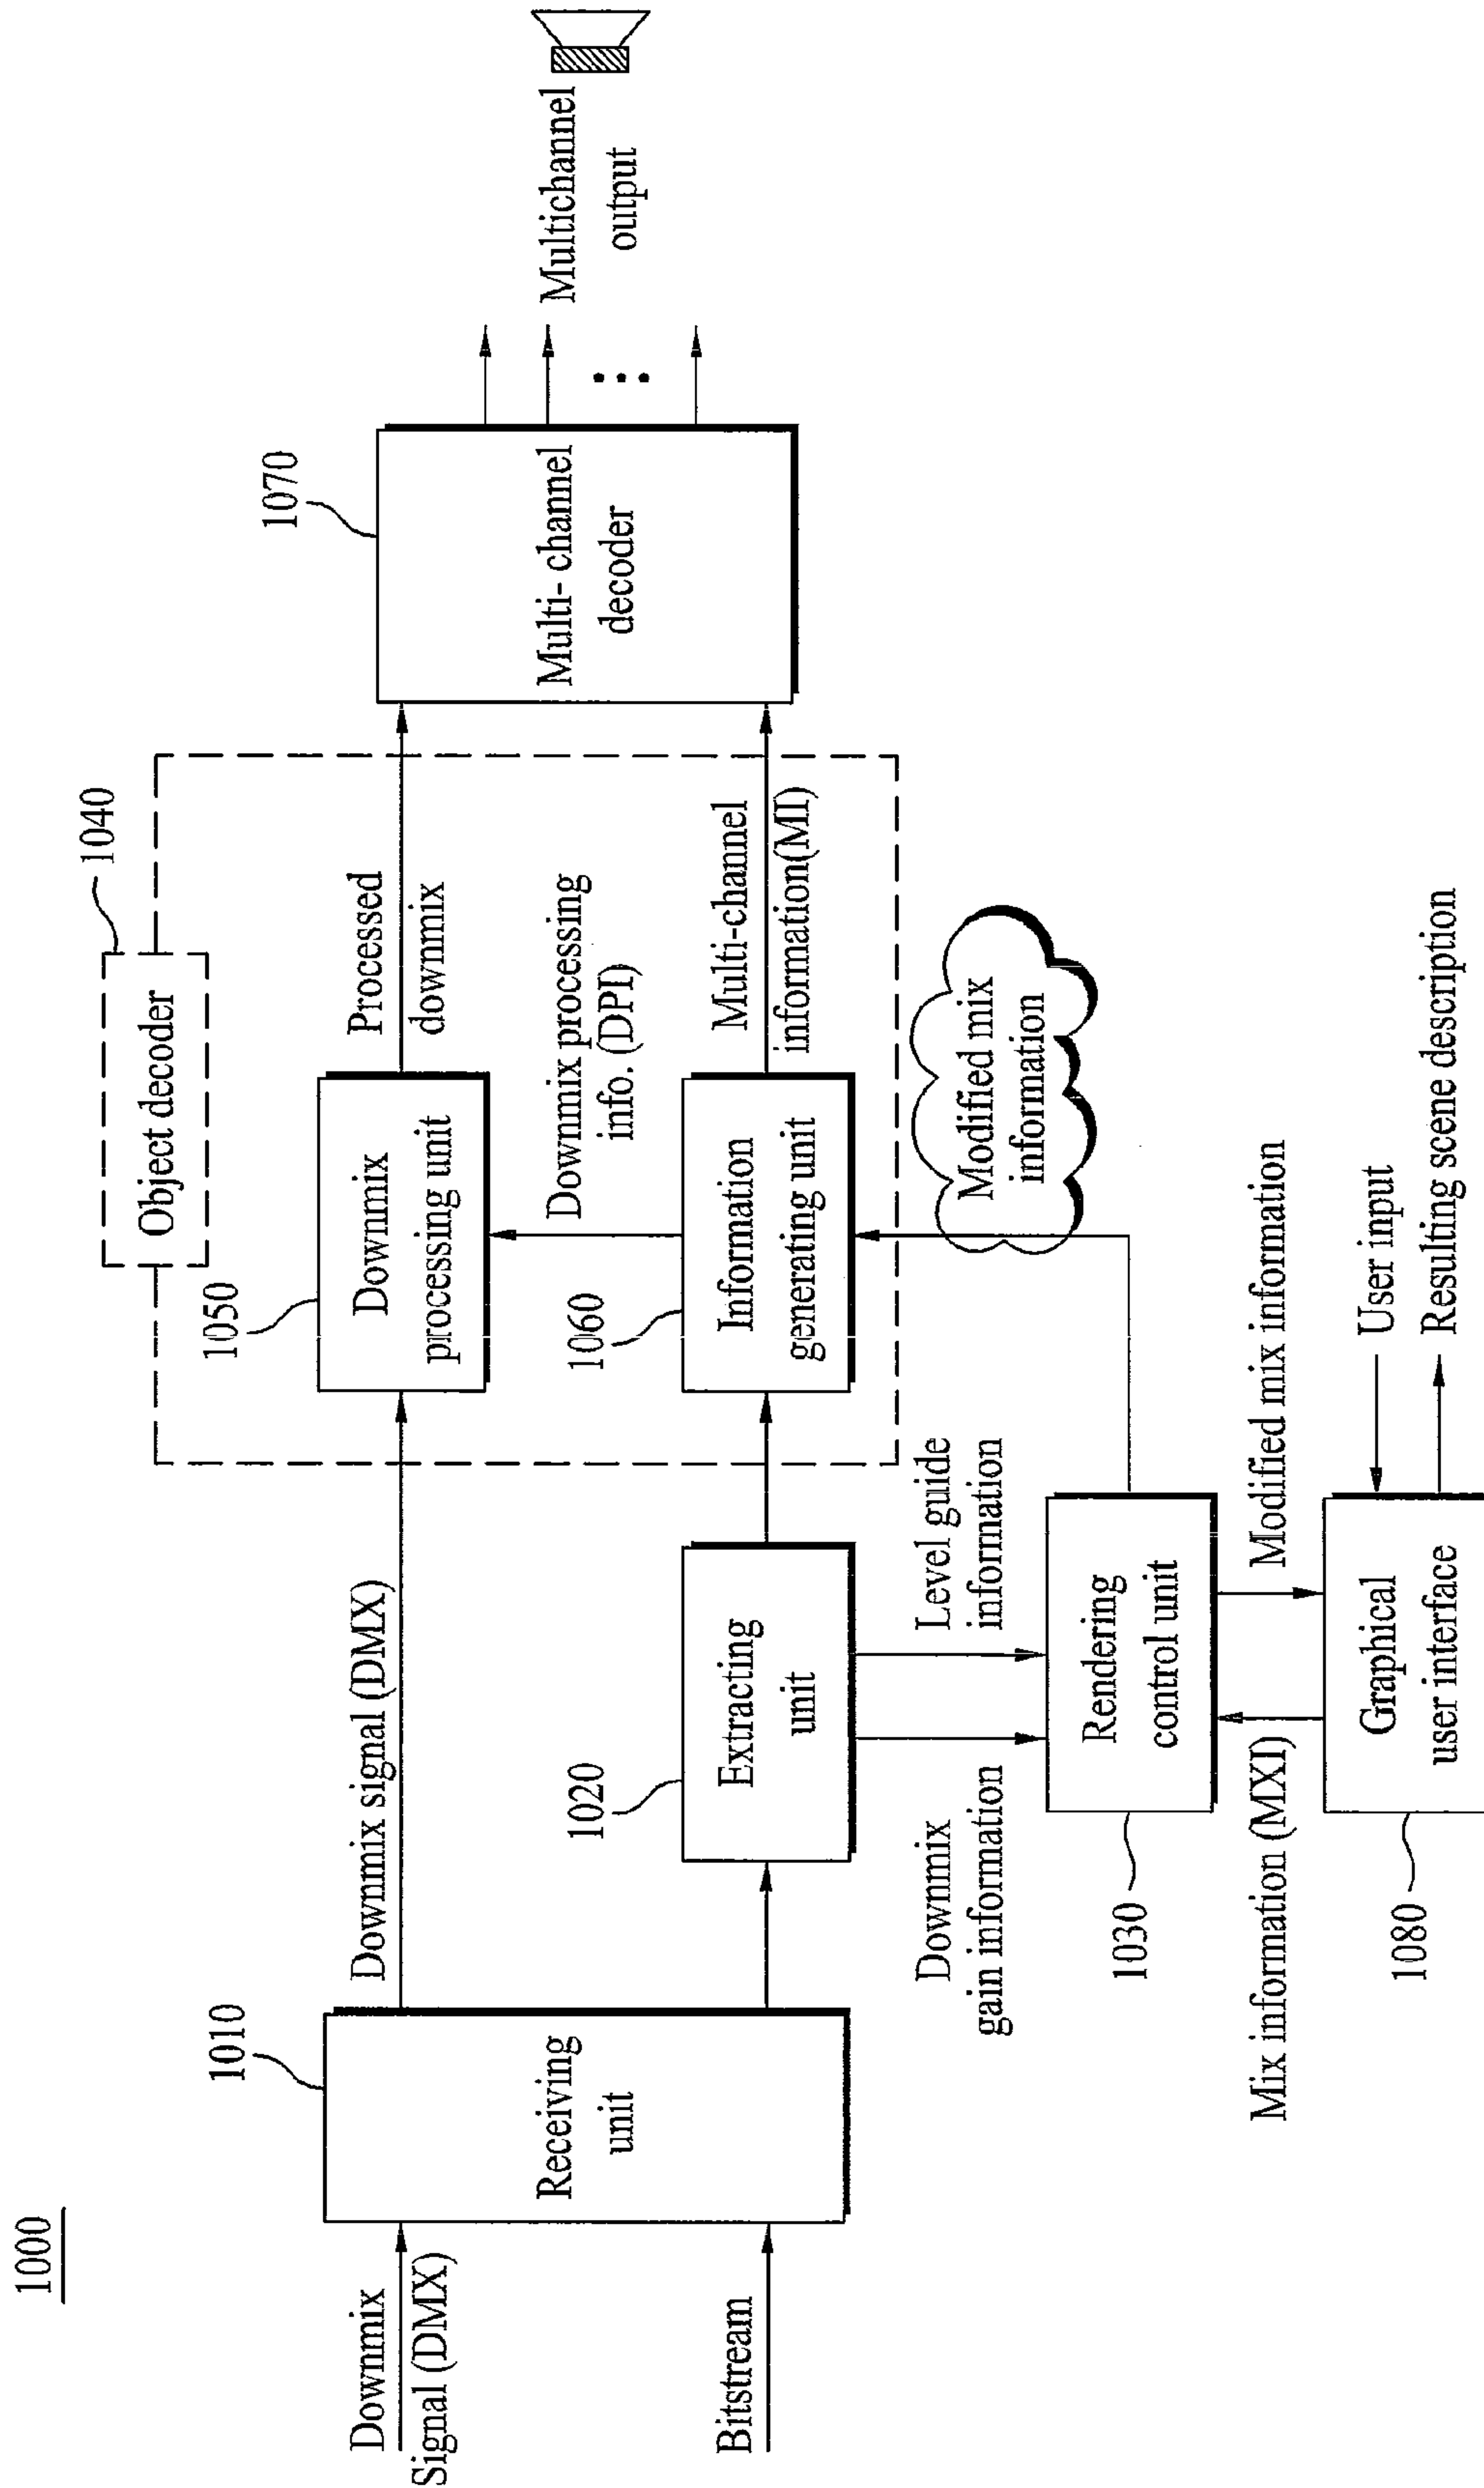 1000
Downmix
Signal (DMX)
Bitstream
1010
Receiving
unit
Downmix signal (DMX)
1020
Extracting
unit
Downmix
gain information
Level guide
information
1030
Rendering
control unit
Mix information (MXI)
Modified mix information
1080
Graphical
user interface
User input
Resulting scene description
Modified mix
information
1040
Object decoder
1050
Downmix
processing unit
1060
Information
generating unit
Downmix processing
info. (DPI)
Processed
downmix
Multi-channel
information(MI)
1070
Multi- channel
decoder
Multichannel
output